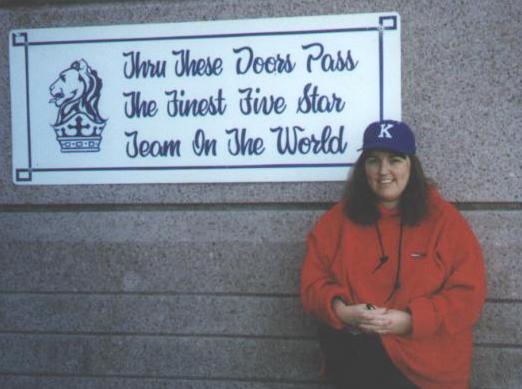 Thru These Doors Pass
The Finest Five Star
Team On The World
K